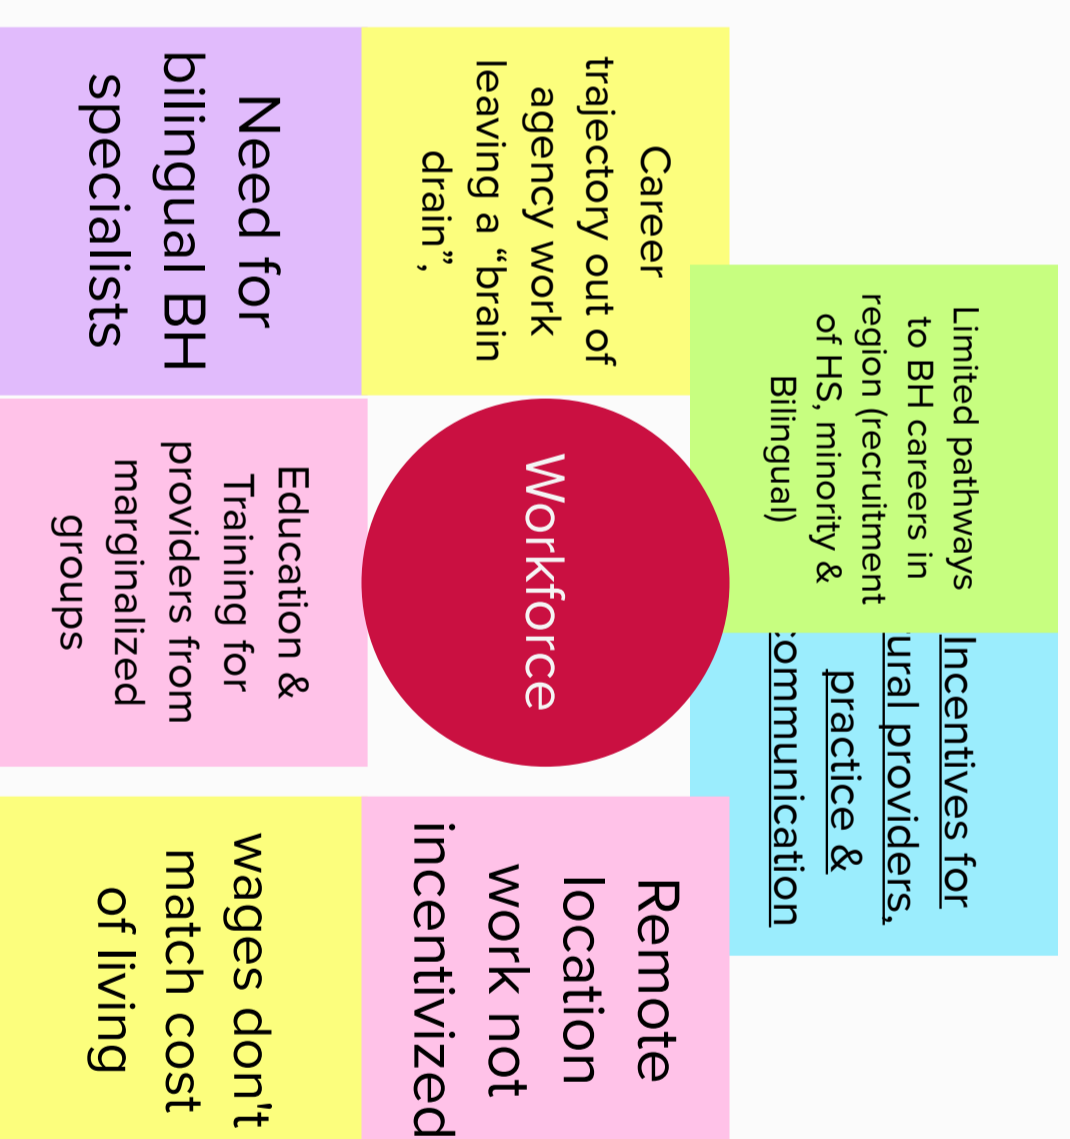 Limited pathways
to BH careers in
region (recruitment
of HS, minority &
Bilingual)
Incentives for
ural providers,
practice &
communication
Career
trajectory out of
agency work
leaving a “brain
drain”,
Workforce
Remote
location
work not
incentivized
Need for
bilingual BH
specialists
Education &
Training for
providers from
marginalized
groups
wages don't
match cost
of living